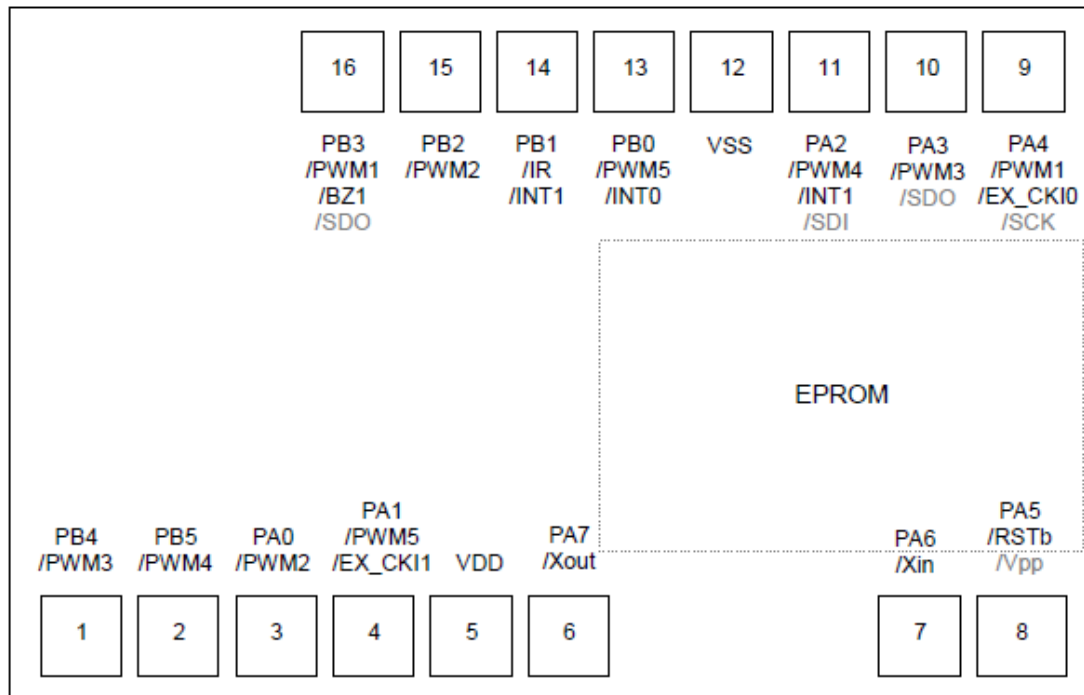 16 15 14 13 12 11 10 9
PB3
/PWM1
/BZ1
/SDO
PB2
/PWM2
PB1
/IR
/INT1
PB0
/PWM5
/INT0
VSS
PA2
/PWM4
/INT1
/SDI
PA3
/PWM3
/SDO
PA4
/PWM1
/EX_CKI0
/SCK
EPROM
PB4
/PWM3
PB5
/PWM4
PA0
/PWM2
PA1
/PWM5
/EX_CKI1
VDD
PA7
/Xout
PA6
/Xin
PA5
/RSTb
/Vpp
1 2 3 4 5 6 7 8